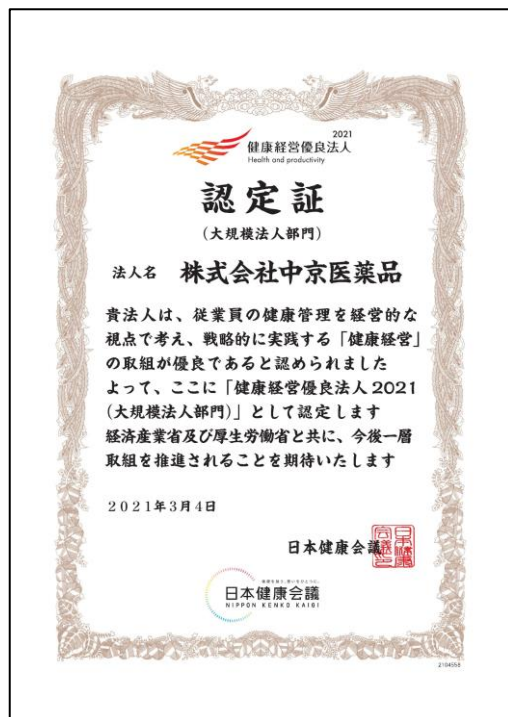 2021
健康経営優良法人
Health and productivity
認定証
(大規模法人部門)
法人名 株式会社中京医薬品
貴法人は、従業員の健康管理を経営的な
視点で考え、戦略的に実践する「健康経営」
の取組が優良であると認められました
よって、ここに「健康経営優良法人2021
(大規模法人部門)」として認定します
経済産業省及び厚生労働省と共に、今後一層
取組を推進されることを期待いたします
2021年3月4日
日本健康会議
日本健康会議
NIPPON KENKO KAIGI
2104558